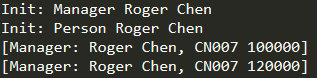 Init: Manager Roger Chen
Init: Person Roger Chen
[Manager: Roger Chen, CN007 100000]
[Manager: Roger Chen, CN007 120000]